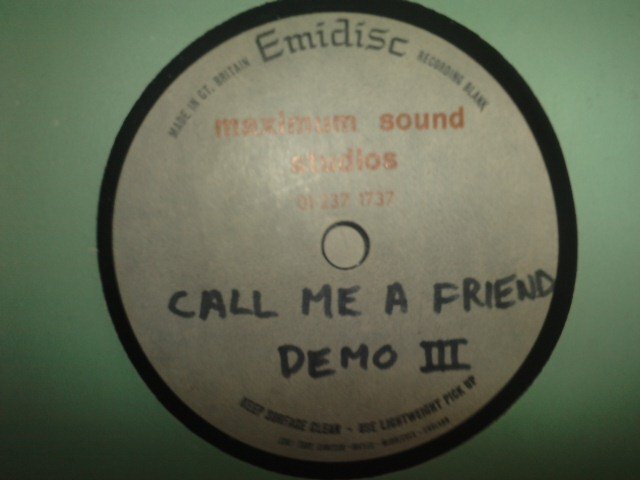 Emidisc
MADE IN GT. BRITAIN
RECORDING BLANK
maximum sound
studios
01 237 1737
CALL ME A FRIEND
DEMO III
KEEP SURFACE CLEAN - USE LIGHTWEIGHT PICK UP